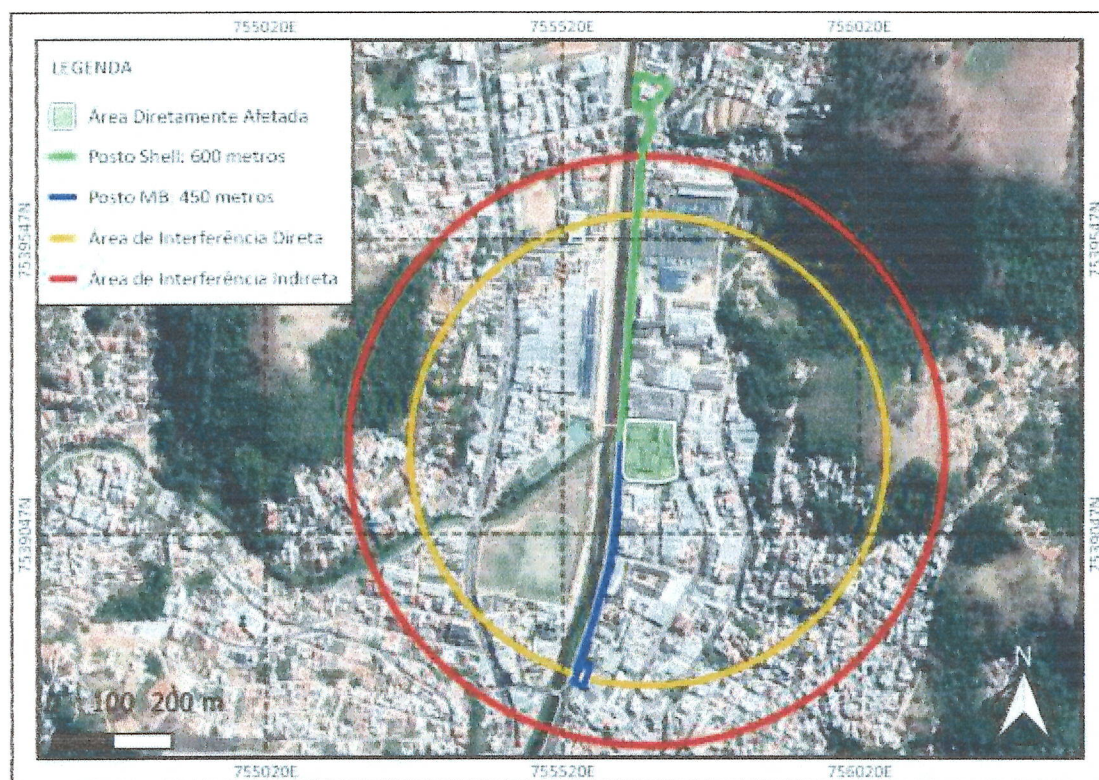 755020E 755520E 756020E
LEGENDA
Área Diretamente Afetada
Posto Shell: 600 metros
Posto MB: 450 metros
Área de Interferência Direta
Área de Interferência Indireta
7539547N 7539547N
7539047N 7539047N
N
100 200 m
755020E 755520E 756020E